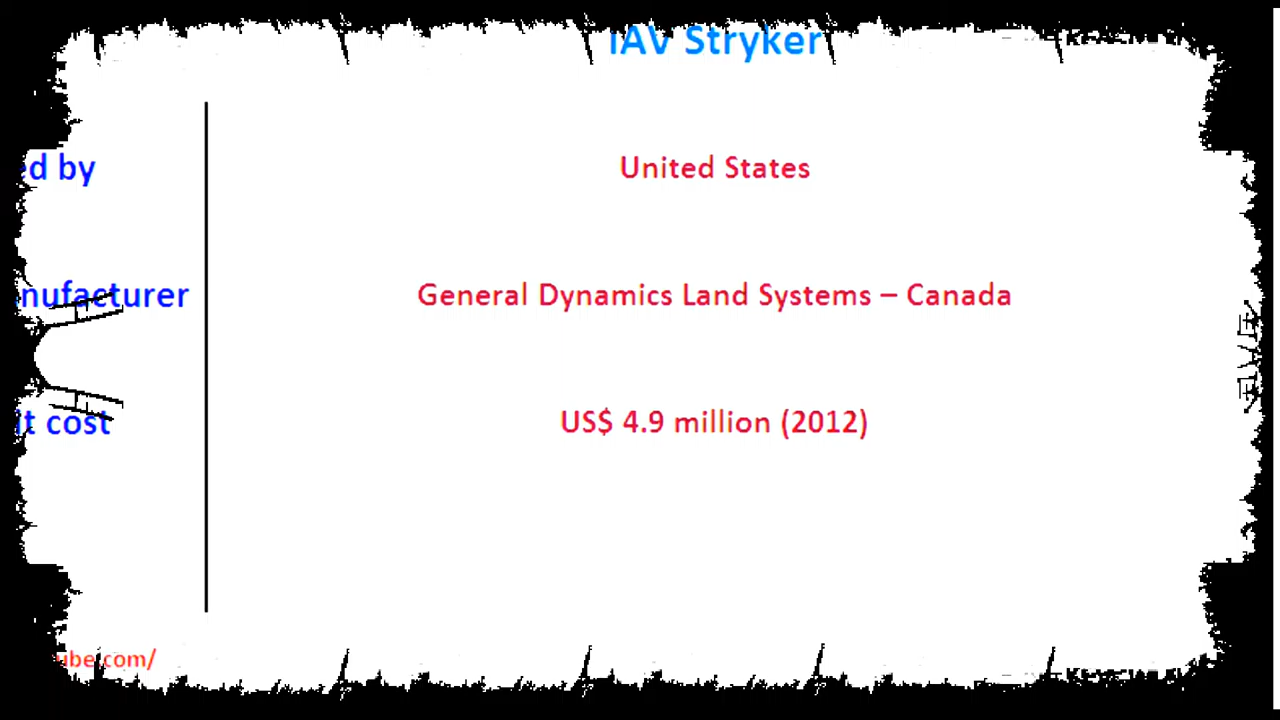 IAV Stryker
ed by
United States
nufacturer
General Dynamics Land Systems – Canada
it cost
US$ 4.9 million (2012)
ube.com/